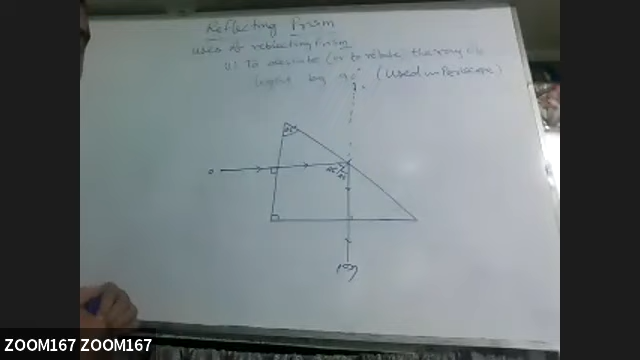 Reflecting Prism
uses of reflecting Prism
(i) To deviate (or to rotate the ray of
light by 90° (used in Periscope)
45°
O
45°
45°
ZOOM167 ZOOM167